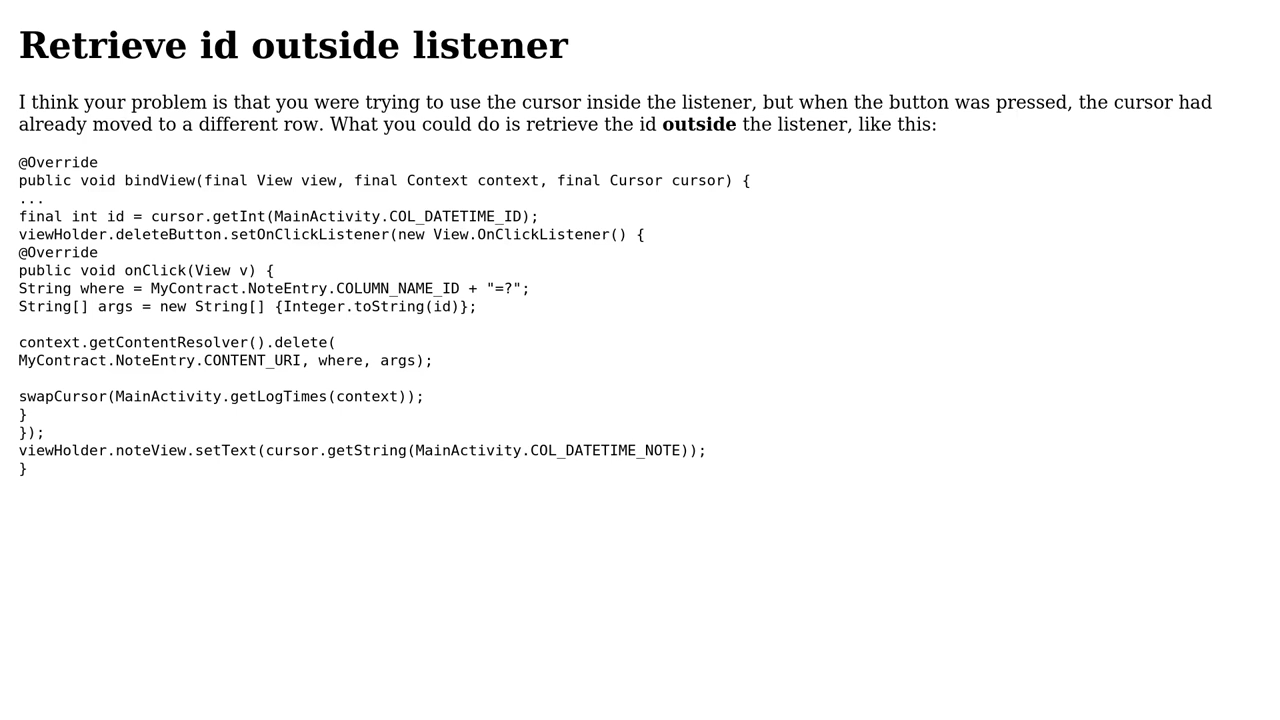 Retrieve id outside listener
I think your problem is that you were trying to use the cursor inside the listener, but when the button was pressed, the cursor had
already moved to a different row. What you could do is retrieve the id outside the listener, like this:
@Override
public void bindView(final View view, final Context context, final Cursor cursor) {
...
final int id = cursor.getInt(MainActivity.COL_DATETIME_ID);
viewHolder.deleteButton.setOnClickListener(new View.OnClickListener() {
@Override
public void onClick(View v) {
String where = MyContract.NoteEntry.COLUMN_NAME_ID + "=?";
String[] args = new String[] {Integer.toString(id)};

context.getContentResolver().delete(
MyContract.NoteEntry.CONTENT_URI, where, args);

swapCursor(MainActivity.getLogTimes(context));
}
});
viewHolder.noteView.setText(cursor.getString(MainActivity.COL_DATETIME_NOTE));
}